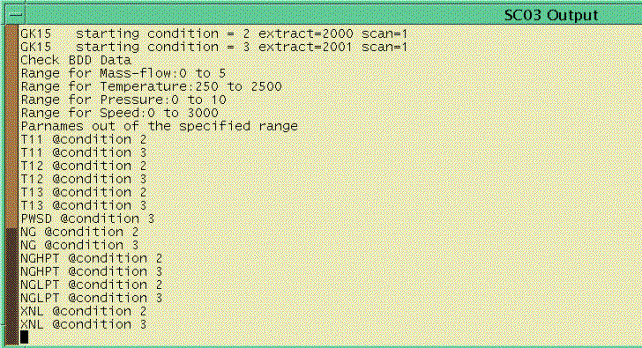 SC03 Output
GK15   starting condition = 2 extract=2000 scan=1
GK15   starting condition = 3 extract=2001 scan=1
Check BDD Data
Range for Mass-flow:0 to 5
Range for Temperature:250 to 2500
Range for Pressure:0 to 10
Range for Speed:0 to 3000
Parnames out of the specified range
T11 @condition 2
T11 @condition 3
T12 @condition 2
T12 @condition 3
T13 @condition 2
T13 @condition 3
PWSD @condition 3
NG @condition 2
NG @condition 3
NGHPT @condition 2
NGHPT @condition 3
NGLPT @condition 2
NGLPT @condition 3
XNL @condition 2
XNL @condition 3